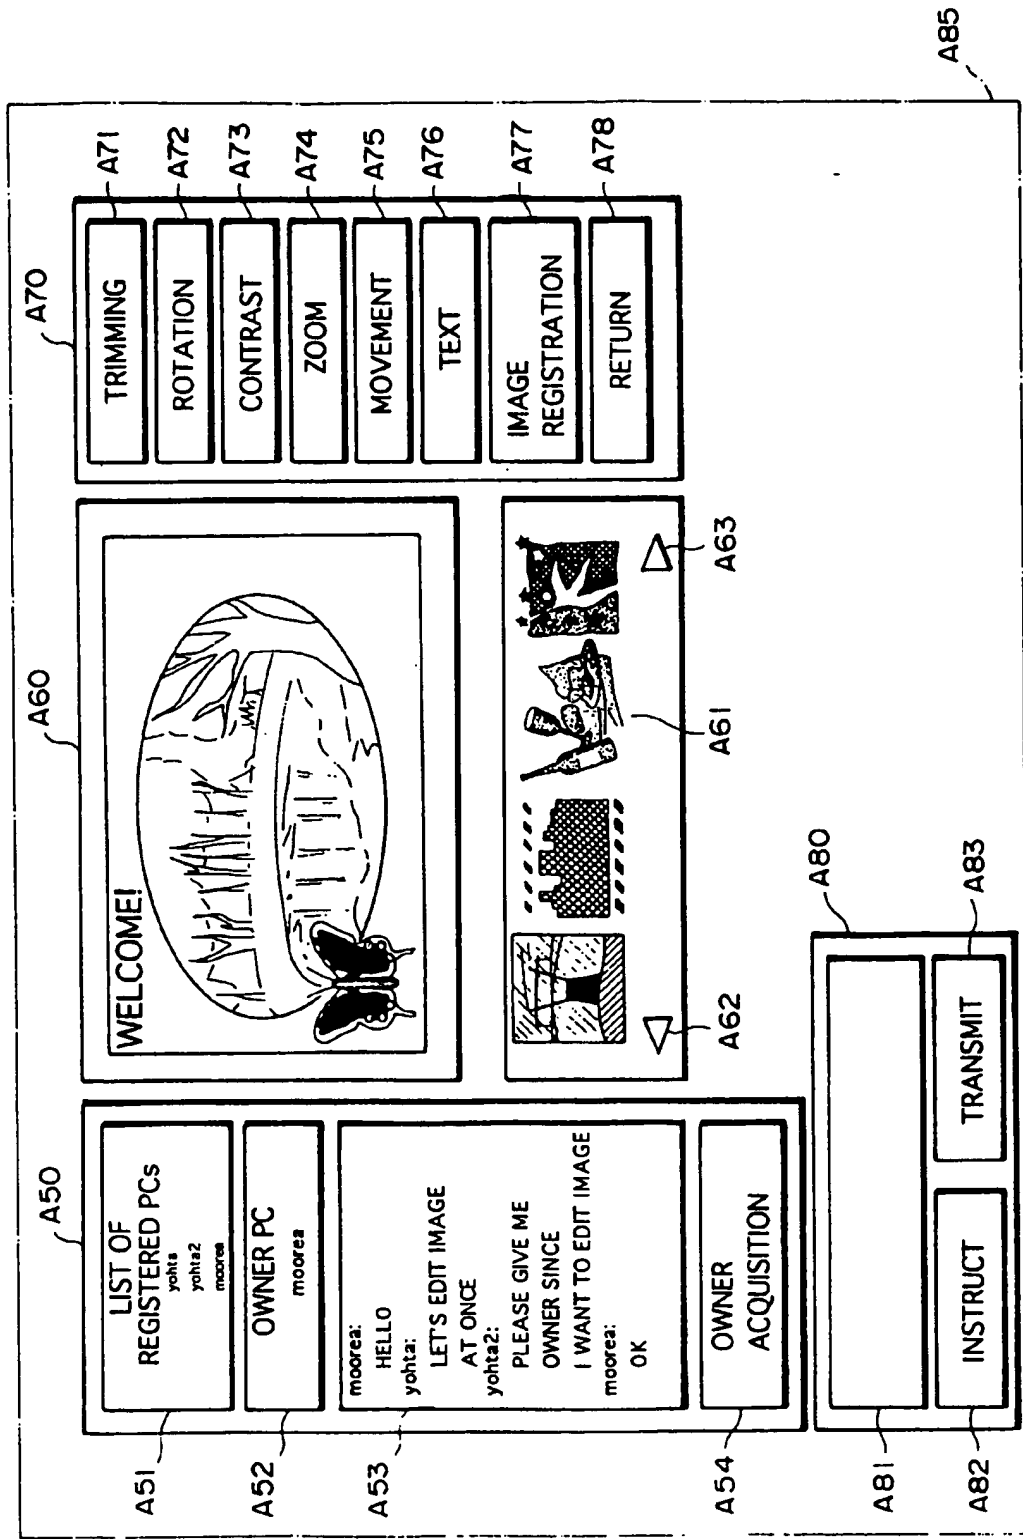 A50
A51
LIST OF
REGISTERED PCs
yohta
yohta2
moorea
A52
OWNER PC
moorea
A53
moorea:
HELLO
yohta:
LET'S EDIT IMAGE
AT ONCE
yohta2:
PLEASE GIVE ME
OWNER SINCE
I WANT TO EDIT IMAGE
moorea:
OK
A54
OWNER
ACQUISITION
A60
WELCOME!
A61
A62
A63
A70
TRIMMING
A71
ROTATION
A72
CONTRAST
A73
ZOOM
A74
MOVEMENT
A75
TEXT
A76
IMAGE
REGISTRATION
A77
RETURN
A78
A80
A81
A82
INSTRUCT
TRANSMIT
A83
A85